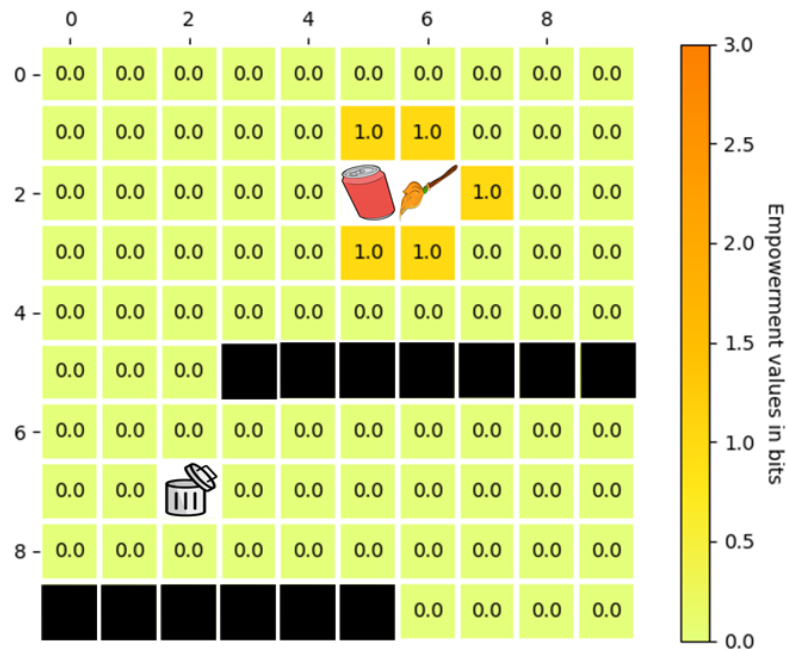 0 2 4 6 8
0 0.0 0.0 0.0 0.0 0.0 0.0 0.0 0.0 0.0 0.0
0.0 0.0 0.0 0.0 0.0 1.0 1.0 0.0 0.0 0.0
2 0.0 0.0 0.0 0.0 0.0 1.0 0.0 0.0
0.0 0.0 0.0 0.0 0.0 1.0 1.0 0.0 0.0 0.0
4 0.0 0.0 0.0 0.0 0.0 0.0 0.0 0.0 0.0 0.0
0.0 0.0 0.0
6 0.0 0.0 0.0 0.0 0.0 0.0 0.0 0.0 0.0 0.0
0.0 0.0 0.0 0.0 0.0 0.0 0.0 0.0 0.0
8 0.0 0.0 0.0 0.0 0.0 0.0 0.0 0.0 0.0 0.0
0.0 0.0 0.0 0.0
3.0
2.5
2.0
1.5
1.0
0.5
0.0
Empowerment values in bits